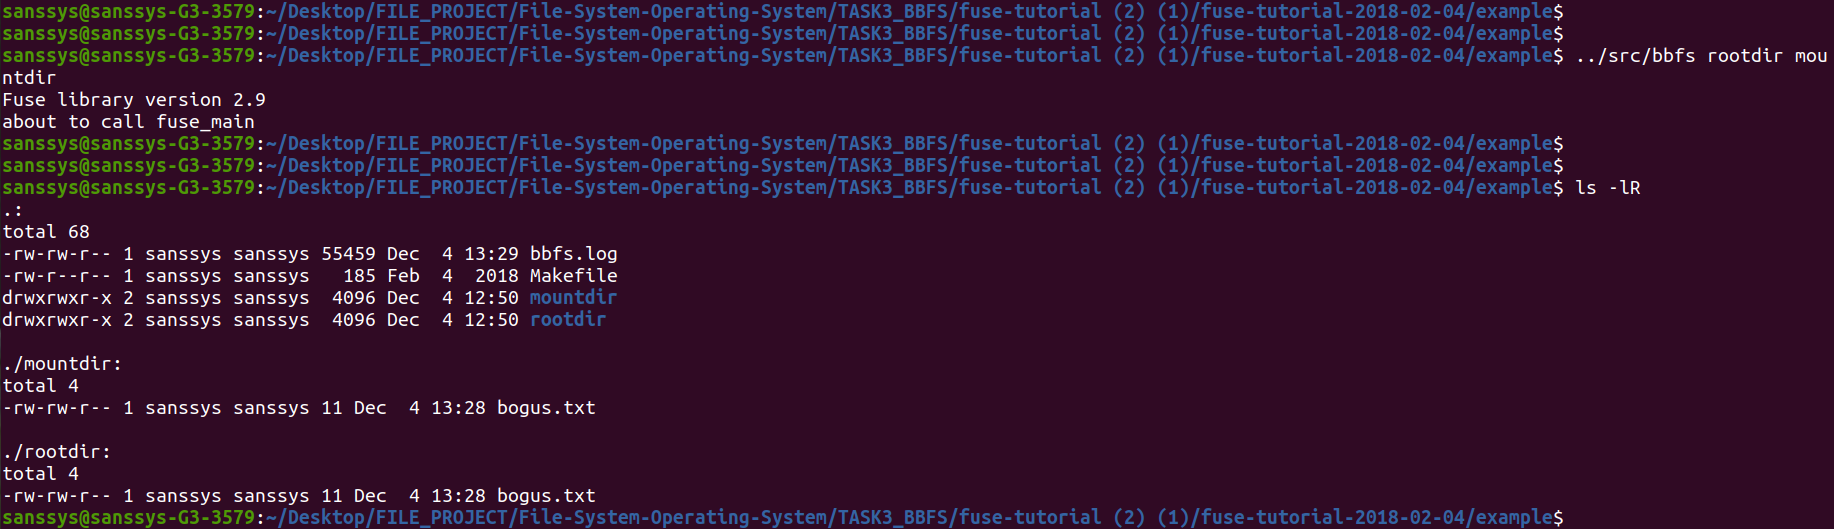 sanssys@sanssys-G3-3579:~/Desktop/FILE_PROJECT/File-System-Operating-System/TASK3_BBFS/fuse-tutorial (2) (1)/fuse-tutorial-2018-02-04/example$
sanssys@sanssys-G3-3579:~/Desktop/FILE_PROJECT/File-System-Operating-System/TASK3_BBFS/fuse-tutorial (2) (1)/fuse-tutorial-2018-02-04/example$
sanssys@sanssys-G3-3579:~/Desktop/FILE_PROJECT/File-System-Operating-System/TASK3_BBFS/fuse-tutorial (2) (1)/fuse-tutorial-2018-02-04/example$ ../src/bbfs rootdir mou
ntdir
Fuse library version 2.9
about to call fuse_main
sanssys@sanssys-G3-3579:~/Desktop/FILE_PROJECT/File-System-Operating-System/TASK3_BBFS/fuse-tutorial (2) (1)/fuse-tutorial-2018-02-04/example$
sanssys@sanssys-G3-3579:~/Desktop/FILE_PROJECT/File-System-Operating-System/TASK3_BBFS/fuse-tutorial (2) (1)/fuse-tutorial-2018-02-04/example$
sanssys@sanssys-G3-3579:~/Desktop/FILE_PROJECT/File-System-Operating-System/TASK3_BBFS/fuse-tutorial (2) (1)/fuse-tutorial-2018-02-04/example$ ls -lR
.:
total 68
-rw-rw-r-- 1 sanssys sanssys 55459 Dec  4 13:29 bbfs.log
-rw-r--r-- 1 sanssys sanssys   185 Feb  4  2018 Makefile
drwxrwxr-x 2 sanssys sanssys  4096 Dec  4 12:50 mountdir
drwxrwxr-x 2 sanssys sanssys  4096 Dec  4 12:50 rootdir

./mountdir:
total 4
-rw-rw-r-- 1 sanssys sanssys 11 Dec  4 13:28 bogus.txt

./rootdir:
total 4
-rw-rw-r-- 1 sanssys sanssys 11 Dec  4 13:28 bogus.txt
sanssys@sanssys-G3-3579:~/Desktop/FILE_PROJECT/File-System-Operating-System/TASK3_BBFS/fuse-tutorial (2) (1)/fuse-tutorial-2018-02-04/example$